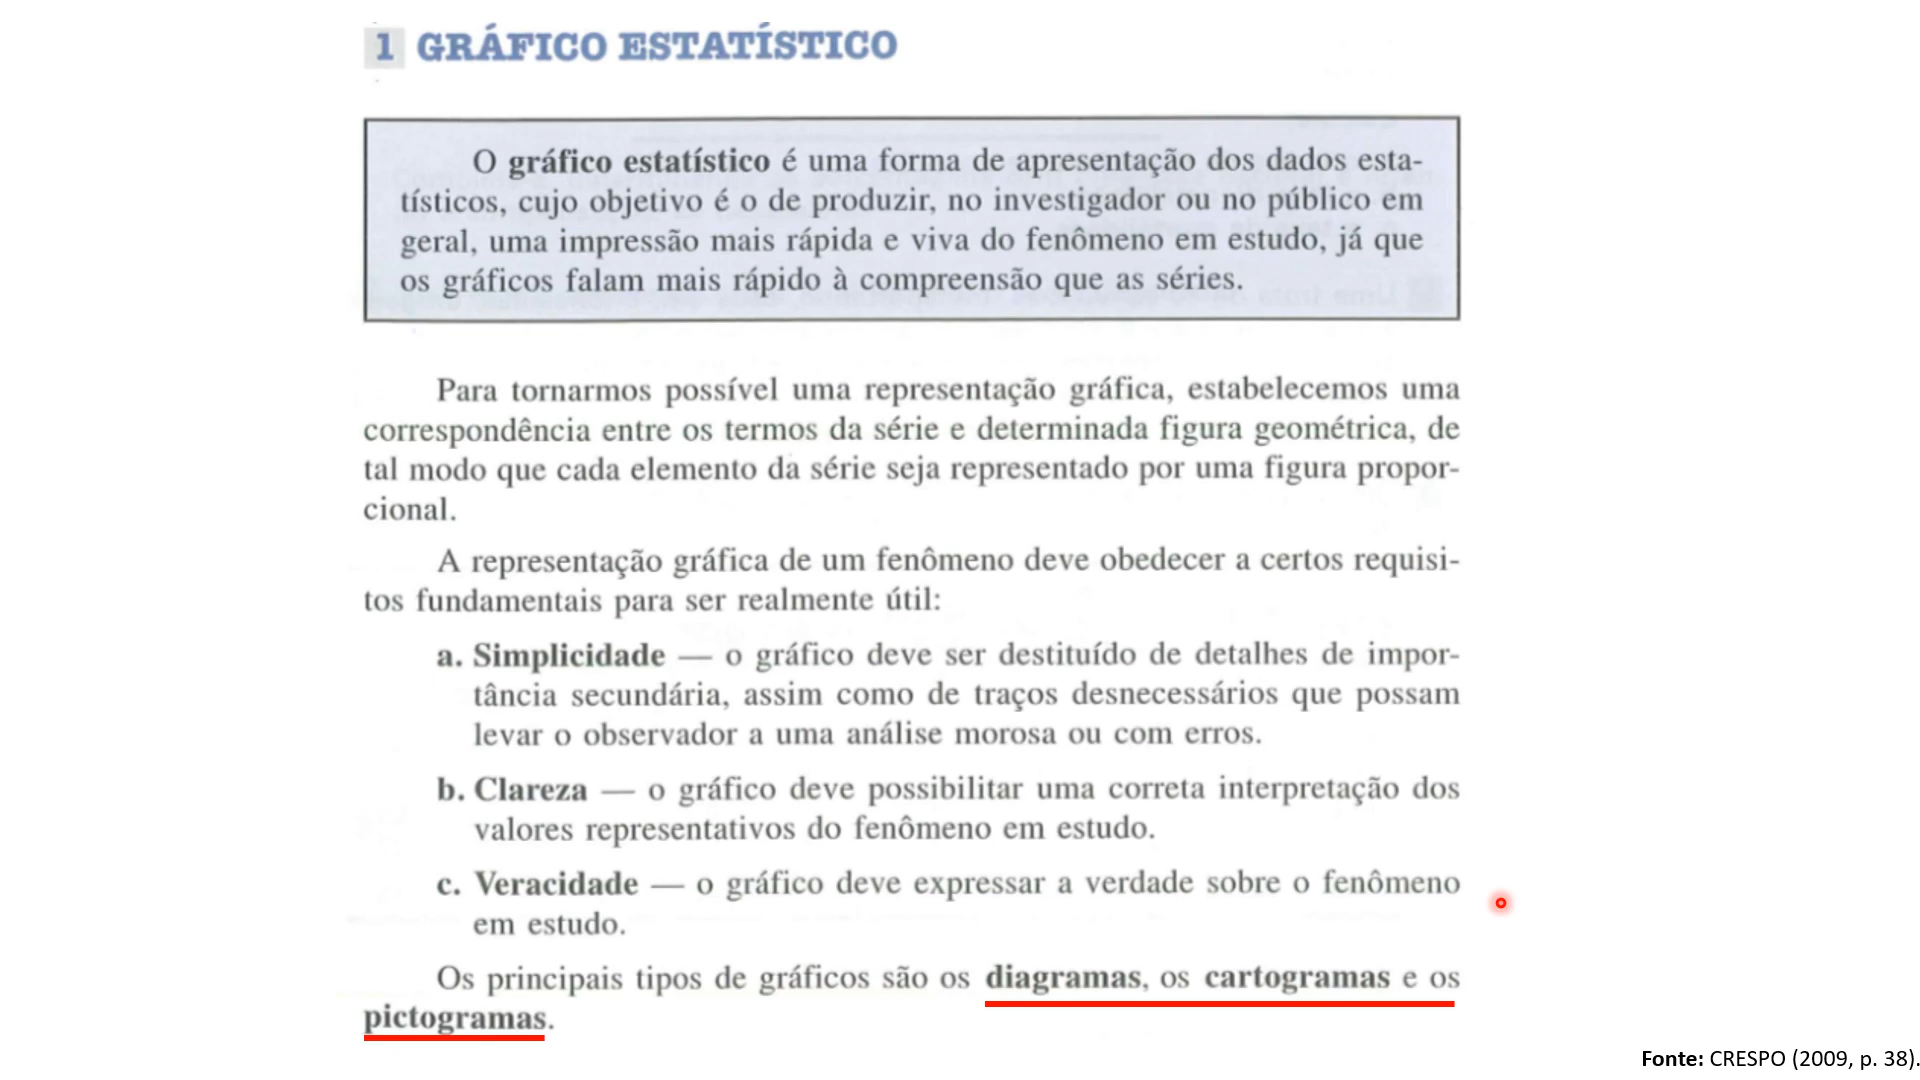 1 GRÁFICO ESTATÍSTICO
O gráfico estatístico é uma forma de apresentação dos dados esta-
tísticos, cujo objetivo é o de produzir, no investigador ou no público em
geral, uma impressão mais rápida e viva do fenômeno em estudo, já que
os gráficos falam mais rápido à compreensão que as séries.
Para tornarmos possível uma representação gráfica, estabelecemos uma
correspondência entre os termos da série e determinada figura geométrica, de
tal modo que cada elemento da série seja representado por uma figura propor-
cional.
A representação gráfica de um fenômeno deve obedecer a certos requisi-
tos fundamentais para ser realmente útil:
a. Simplicidade — o gráfico deve ser destituído de detalhes de impor-
tância secundária, assim como de traços desnecessários que possam
levar o observador a uma análise morosa ou com erros.
b. Clareza — o gráfico deve possibilitar uma correta interpretação dos
valores representativos do fenômeno em estudo.
c. Veracidade — o gráfico deve expressar a verdade sobre o fenômeno
em estudo.
Os principais tipos de gráficos são os diagramas, os cartogramas e os
pictogramas.
Fonte: CRESPO (2009, p. 38).